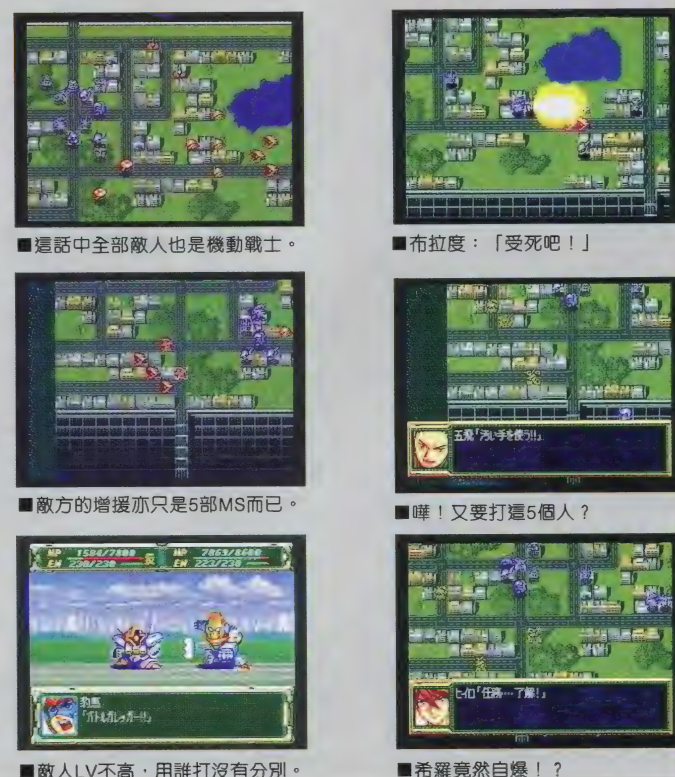 ■這話中全部敵人也是機動戰士。
■布拉度：「受死吧！」
■敵方的增援亦只是5部MS而已。
五飛「汚い手を使う!!」
■嘩！又要打這5個人？
HP 1584/7800 HP 7863/8600
EN 230/230 EN 223/230
豹馬
「バトルガレッガー!!」
■敵人LV不高，用誰打沒有分別。
ヒイロ「任務…了解!」
■希羅竟然自爆！？